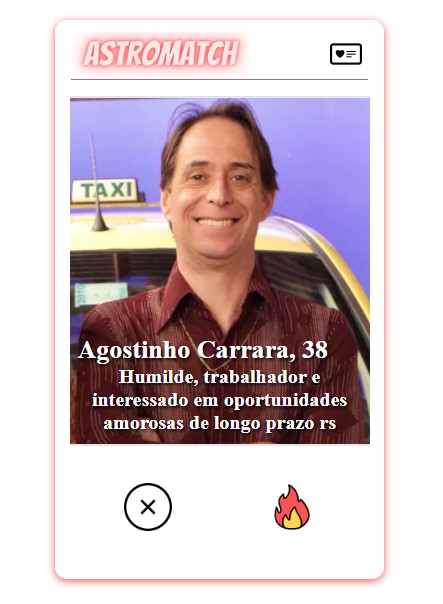 ASTROMATCH
TAXI
Agostinho Carrara, 38
Humilde, trabalhador e
interessado em oportunidades
amorosas de longo prazo rs